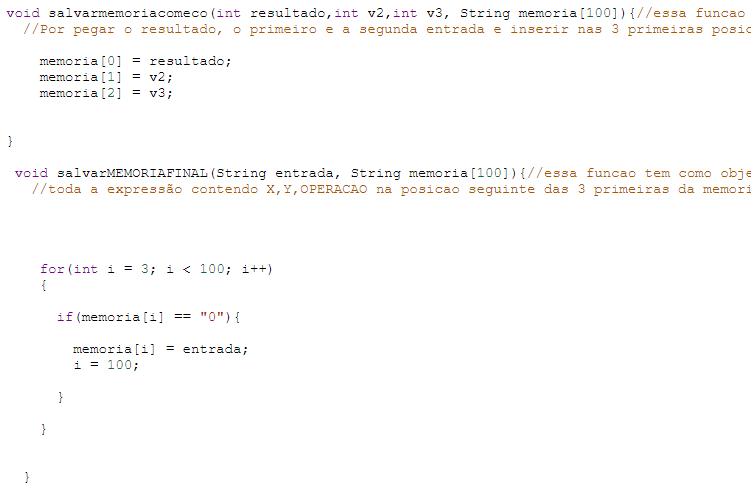 void salvarmemoriacomeco(int resultado,int v2,int v3, String memoria[100]){//essa funcao
//Por pegar o resultado, o primeiro e a segunda entrada e inserir nas 3 primeiras
memoria[0] = resultado;
memoria[1] = v2;
memoria[2] = v3;
}
void salvarMEMORIAFINAL(String entrada, String memoria[100]){//essa funcao tem como
//toda a expressão contendo X,Y,OPERACAO na posicao seguinte das 3 primeiras da
for(int i = 3; i < 100; i++)
{
if(memoria[i] == "0"){
memoria[i] = entrada;
i = 100;
}
}
}